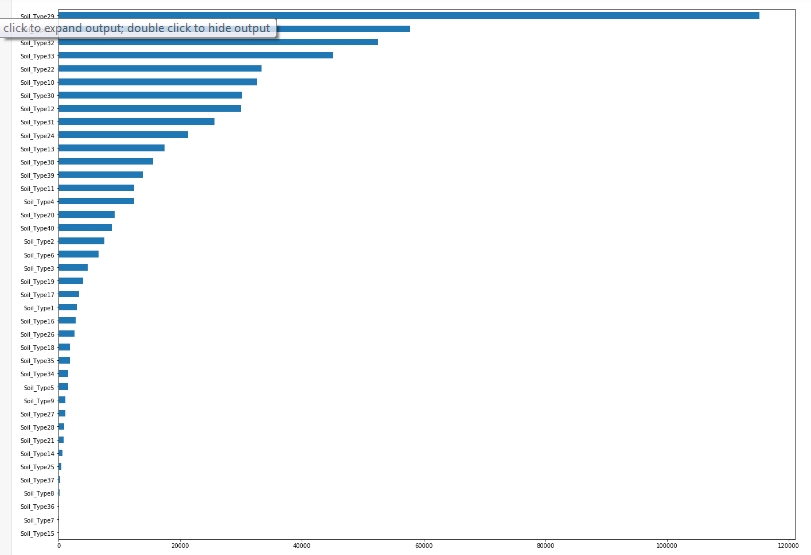 Soil_Type29
click to expand output; double click to hide output
Soil_Type32
Soil_Type33
Soil_Type22
Soil_Type10
Soil_Type30
Soil_Type12
Soil_Type31
Soil_Type24
Soil_Type13
Soil_Type38
Soil_Type39
Soil_Type11
Soil_Type4
Soil_Type20
Soil_Type40
Soil_Type2
Soil_Type6
Soil_Type3
Soil_Type19
Soil_Type17
Soil_Type1
Soil_Type16
Soil_Type26
Soil_Type18
Soil_Type35
Soil_Type34
Soil_Type5
Soil_Type9
Soil_Type27
Soil_Type28
Soil_Type21
Soil_Type14
Soil_Type25
Soil_Type37
Soil_Type8
Soil_Type36
Soil_Type7
Soil_Type15
0 20000 40000 60000 80000 100000 120000